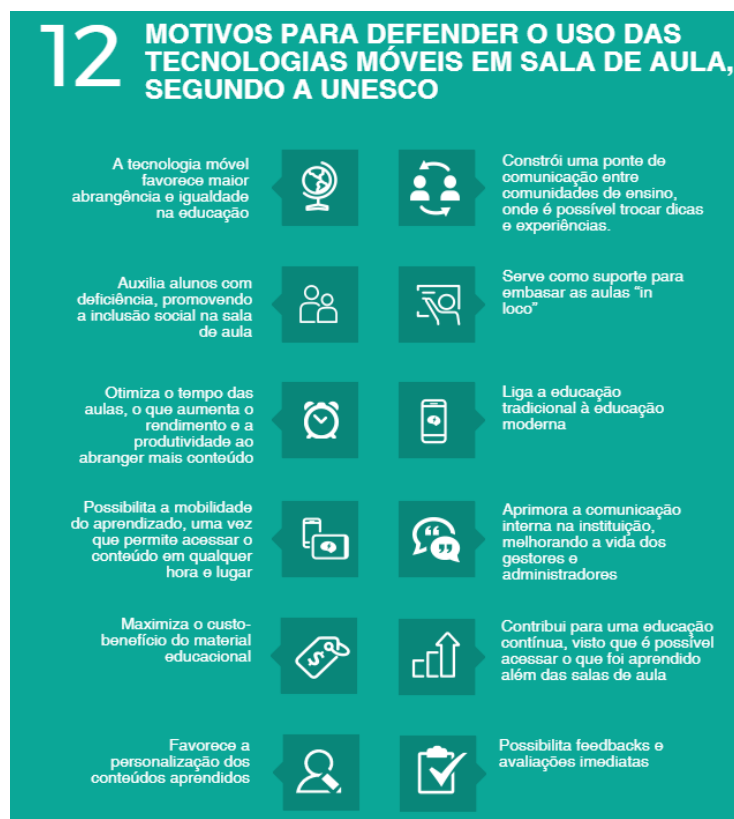 12 MOTIVOS PARA DEFENDER O USO DAS
TECNOLOGIAS MÓVEIS EM SALA DE AULA,
SEGUNDO A UNESCO
A tecnologia móvel
favorece maior
abrangência e igualdade
na educação
Constrói uma ponte de
comunicação entre
comunidades de ensino,
onde é possível trocar dicas
e experiências.
Auxilia alunos com
deficiência, promovendo
a inclusão social na sala
de aula
Serve como suporte para
embasar as aulas “in
loco”
Otimiza o tempo das
aulas, o que aumenta o
rendimento e a
produtividade ao
abranger mais conteúdo
Liga a educação
tradicional à educação
moderna
Possibilita a mobilidade
do aprendizado, uma vez
que permite acessar o
conteúdo em qualquer
hora e lugar
Aprimora a comunicação
interna na instituição,
melhorando a vida dos
gestores e
administradores
Maximiza o custo-
benefício do material
educacional
Contribui para uma educação
contínua, visto que é possível
acessar o que foi aprendido
além das salas de aula
Favorece a
personalização dos
conteúdos aprendidos
Possibilita feedbacks e
avaliações imediatas